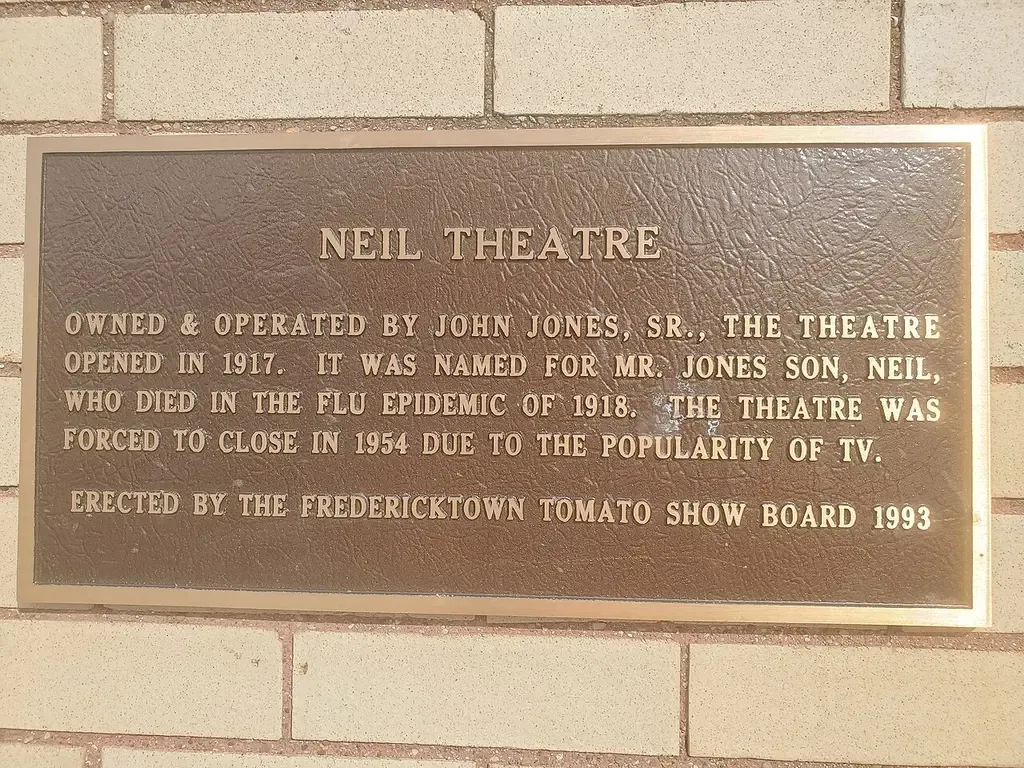 NEIL THEATRE
OWNED & OPERATED BY JOHN JONES, SR., THE THEATRE
OPENED IN 1917. IT WAS NAMED FOR MR. JONES SON, NEIL,
WHO DIED IN THE FLU EPIDEMIC OF 1918. THE THEATRE WAS
FORCED TO CLOSE IN 1954 DUE TO THE POPULARITY OF TV.
ERECTED BY THE FREDERICKTOWN TOMATO SHOW BOARD 1993